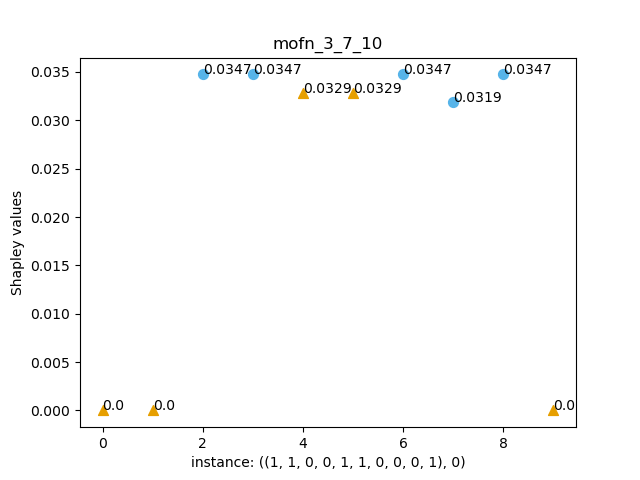 mofn_3_7_10
0.035
0.030
0.025
0.020
0.015
0.010
0.005
0.000
Shapley values
0.0347 0.0347 0.0347 0.0347
0.0329 0.0329
0.0319
0.0 0.0 0.0
0 2 4 6 8
instance: ((1, 1, 0, 0, 1, 1, 0, 0, 0, 1), 0)